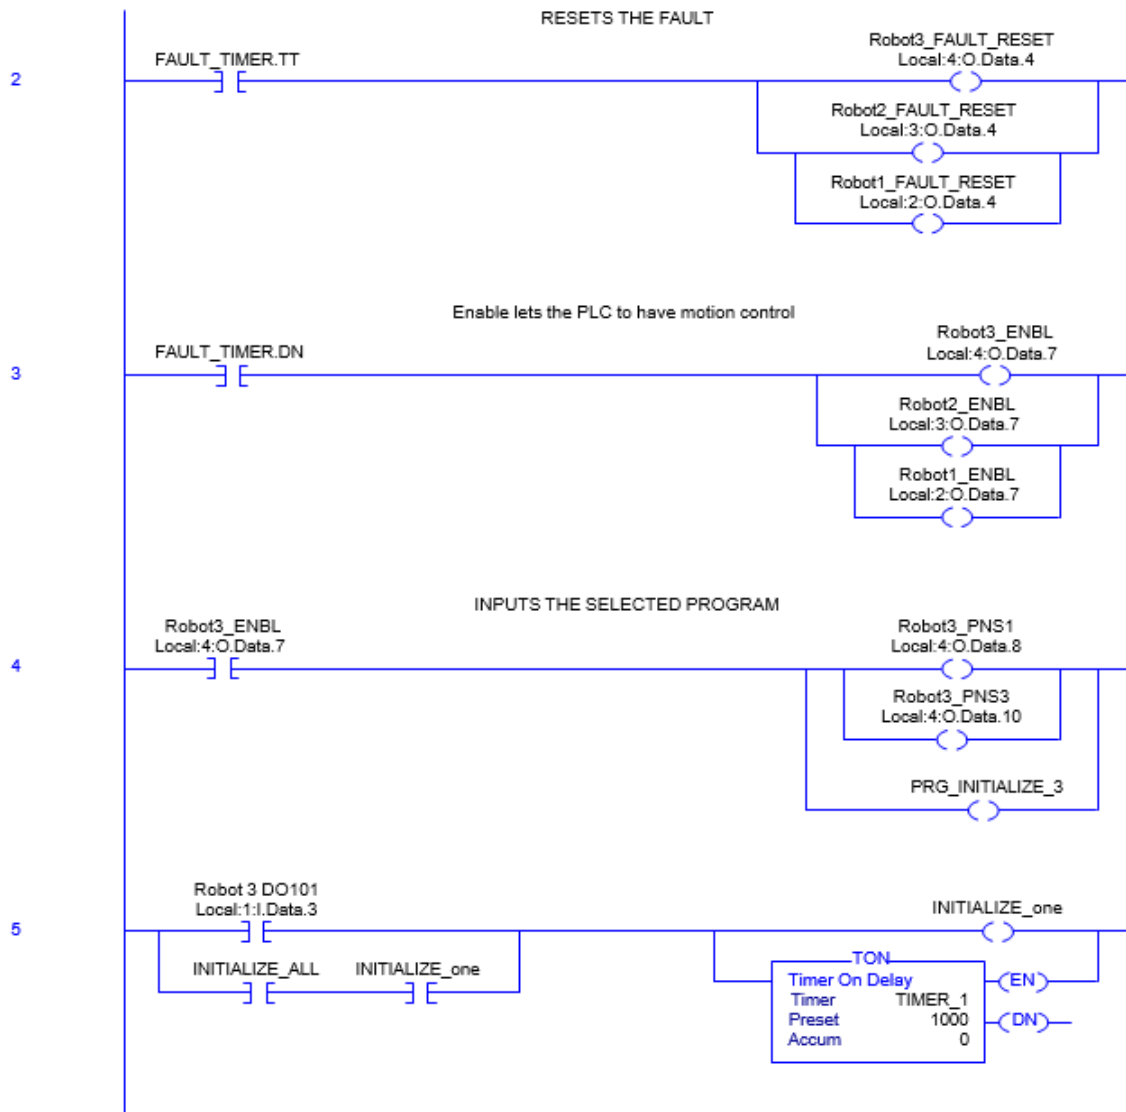 RESETS THE FAULT
2
FAULT_TIMER.TT
Robot3_FAULT_RESET
Local:4:O.Data.4
Robot2_FAULT_RESET
Local:3:O.Data.4
Robot1_FAULT_RESET
Local:2:O.Data.4
Enable lets the PLC to have motion control
3
FAULT_TIMER.DN
Robot3_ENBL
Local:4:O.Data.7
Robot2_ENBL
Local:3:O.Data.7
Robot1_ENBL
Local:2:O.Data.7
INPUTS THE SELECTED PROGRAM
4
Robot3_ENBL
Local:4:O.Data.7
Robot3_PNS1
Local:4:O.Data.8
Robot3_PNS3
Local:4:O.Data.10
PRG_INITIALIZE_3
5
Robot 3 DO101
Local:1:I.Data.3
INITIALIZE_ALL INITIALIZE_one
INITIALIZE_one
TON
Timer On Delay
Timer TIMER_1
Preset 1000
Accum 0
EN
DN